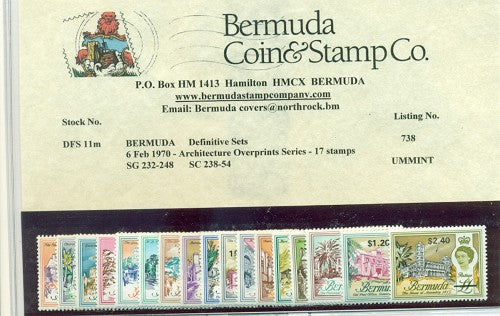 Bermuda
Coin&Stamp Co.
P.O. Box HM 1413 Hamilton HMCX BERMUDA
www.bermudastampcompany.com
Email: Bermuda covers@northrock.bm
Stock No.
Listing No.
DFS 11m BERMUDA Definitive Sets 738
6 Feb 1970 - Architecture Overprints Series - 17 stamps
SG 232-248 SC 238-54 UMMINT
$1.20
$2.40
Bermuda